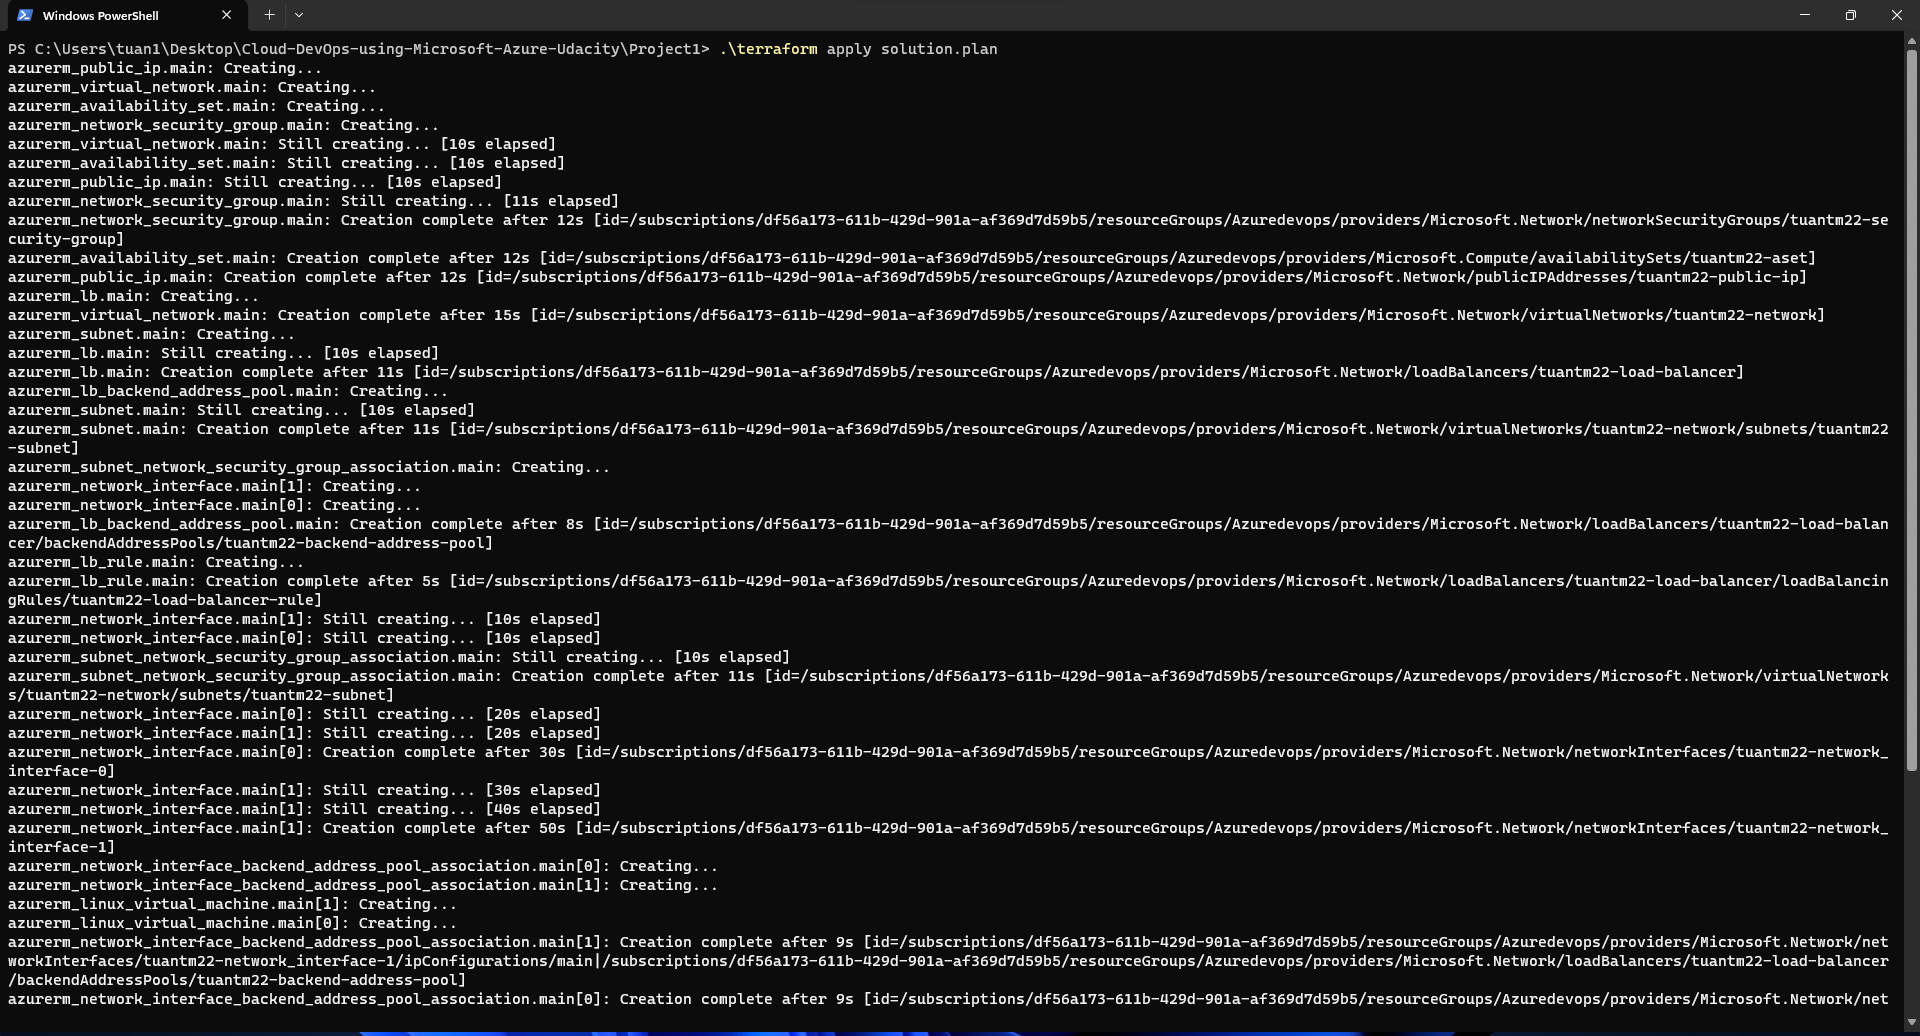 Windows PowerShell
PS C:\Users\tuan1\Desktop\Cloud-DevOps-using-Microsoft-Azure-Udacity\Project1> .\terraform apply solution.plan
azurerm_public_ip.main: Creating...
azurerm_virtual_network.main: Creating...
azurerm_availability_set.main: Creating...
azurerm_network_security_group.main: Creating...
azurerm_virtual_network.main: Still creating... [10s elapsed]
azurerm_availability_set.main: Still creating... [10s elapsed]
azurerm_public_ip.main: Still creating... [10s elapsed]
azurerm_network_security_group.main: Still creating... [11s elapsed]
azurerm_network_security_group.main: Creation complete after 12s [id=/subscriptions/df56a173-611b-429d-901a-af369d7d59b5/resourceGroups/Azuredevops/providers/Microsoft.Network/networkSecurityGroups/tuantm22-se
curity-group]
azurerm_availability_set.main: Creation complete after 12s [id=/subscriptions/df56a173-611b-429d-901a-af369d7d59b5/resourceGroups/Azuredevops/providers/Microsoft.Compute/availabilitySets/tuantm22-aset]
azurerm_public_ip.main: Creation complete after 12s [id=/subscriptions/df56a173-611b-429d-901a-af369d7d59b5/resourceGroups/Azuredevops/providers/Microsoft.Network/publicIPAddresses/tuantm22-public-ip]
azurerm_lb.main: Creating...
azurerm_virtual_network.main: Creation complete after 15s [id=/subscriptions/df56a173-611b-429d-901a-af369d7d59b5/resourceGroups/Azuredevops/providers/Microsoft.Network/virtualNetworks/tuantm22-network]
azurerm_subnet.main: Creating...
azurerm_lb.main: Still creating... [10s elapsed]
azurerm_lb.main: Creation complete after 11s [id=/subscriptions/df56a173-611b-429d-901a-af369d7d59b5/resourceGroups/Azuredevops/providers/Microsoft.Network/loadBalancers/tuantm22-load-balancer]
azurerm_lb_backend_address_pool.main: Creating...
azurerm_subnet.main: Still creating... [10s elapsed]
azurerm_subnet.main: Creation complete after 11s [id=/subscriptions/df56a173-611b-429d-901a-af369d7d59b5/resourceGroups/Azuredevops/providers/Microsoft.Network/virtualNetworks/tuantm22-network/subnets/tuantm22
-subnet]
azurerm_subnet_network_security_group_association.main: Creating...
azurerm_network_interface.main[1]: Creating...
azurerm_network_interface.main[0]: Creating...
azurerm_lb_backend_address_pool.main: Creation complete after 8s [id=/subscriptions/df56a173-611b-429d-901a-af369d7d59b5/resourceGroups/Azuredevops/providers/Microsoft.Network/loadBalancers/tuantm22-load-balan
cer/backendAddressPools/tuantm22-backend-address-pool]
azurerm_lb_rule.main: Creating...
azurerm_lb_rule.main: Creation complete after 5s [id=/subscriptions/df56a173-611b-429d-901a-af369d7d59b5/resourceGroups/Azuredevops/providers/Microsoft.Network/loadBalancers/tuantm22-load-balancer/loadBalancin
gRules/tuantm22-load-balancer-rule]
azurerm_network_interface.main[1]: Still creating... [10s elapsed]
azurerm_network_interface.main[0]: Still creating... [10s elapsed]
azurerm_subnet_network_security_group_association.main: Still creating... [10s elapsed]
azurerm_subnet_network_security_group_association.main: Creation complete after 11s [id=/subscriptions/df56a173-611b-429d-901a-af369d7d59b5/resourceGroups/Azuredevops/providers/Microsoft.Network/virtualNetwork
s/tuantm22-network/subnets/tuantm22-subnet]
azurerm_network_interface.main[0]: Still creating... [20s elapsed]
azurerm_network_interface.main[1]: Still creating... [20s elapsed]
azurerm_network_interface.main[0]: Creation complete after 30s [id=/subscriptions/df56a173-611b-429d-901a-af369d7d59b5/resourceGroups/Azuredevops/providers/Microsoft.Network/networkInterfaces/tuantm22-network_
interface-0]
azurerm_network_interface.main[1]: Still creating... [30s elapsed]
azurerm_network_interface.main[1]: Still creating... [40s elapsed]
azurerm_network_interface.main[1]: Creation complete after 50s [id=/subscriptions/df56a173-611b-429d-901a-af369d7d59b5/resourceGroups/Azuredevops/providers/Microsoft.Network/networkInterfaces/tuantm22-network_
interface-1]
azurerm_network_interface_backend_address_pool_association.main[0]: Creating...
azurerm_network_interface_backend_address_pool_association.main[1]: Creating...
azurerm_linux_virtual_machine.main[1]: Creating...
azurerm_linux_virtual_machine.main[0]: Creating...
azurerm_network_interface_backend_address_pool_association.main[1]: Creation complete after 9s [id=/subscriptions/df56a173-611b-429d-901a-af369d7d59b5/resourceGroups/Azuredevops/providers/Microsoft.Network/net
workInterfaces/tuantm22-network_interface-1/ipConfigurations/main|/subscriptions/df56a173-611b-429d-901a-af369d7d59b5/resourceGroups/Azuredevops/providers/Microsoft.Network/loadBalancers/tuantm22-load-balancer
/backendAddressPools/tuantm22-backend-address-pool]
azurerm_network_interface_backend_address_pool_association.main[0]: Creation complete after 9s [id=/subscriptions/df56a173-611b-429d-901a-af369d7d59b5/resourceGroups/Azuredevops/providers/Microsoft.Network/net